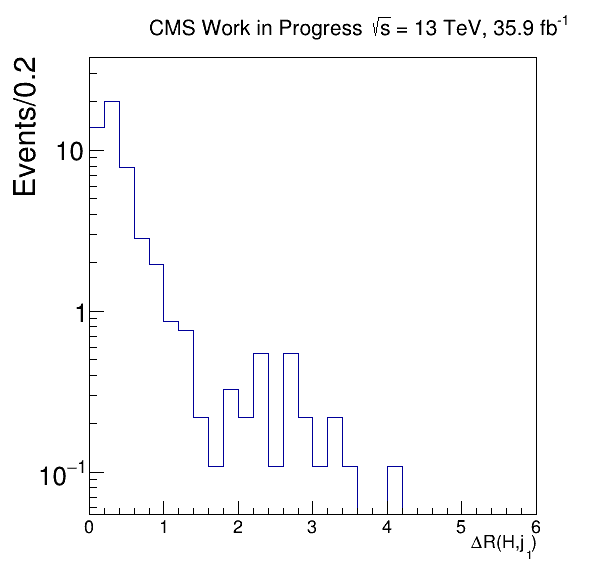 CMS Work in Progress √s = 13 TeV, 35.9 fb⁻¹
Events/0.2
10
1
10⁻¹
0 1 2 3 4 5 6
ΔR(H,j₁)